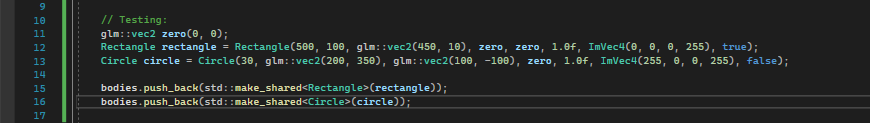 9
10 // Testing:
11 glm::vec2 zero(0, 0);
12 Rectangle rectangle = Rectangle(500, 100, glm::vec2(450, 10), zero, zero, 1.0f, ImVec4(0, 0, 0, 255), true);
13 Circle circle = Circle(30, glm::vec2(200, 350), glm::vec2(100, -100), zero, 1.0f, ImVec4(255, 0, 0, 255), false);
14
15 bodies.push_back(std::make_shared<Rectangle>(rectangle));
16 bodies.push_back(std::make_shared<Circle>(circle));
17